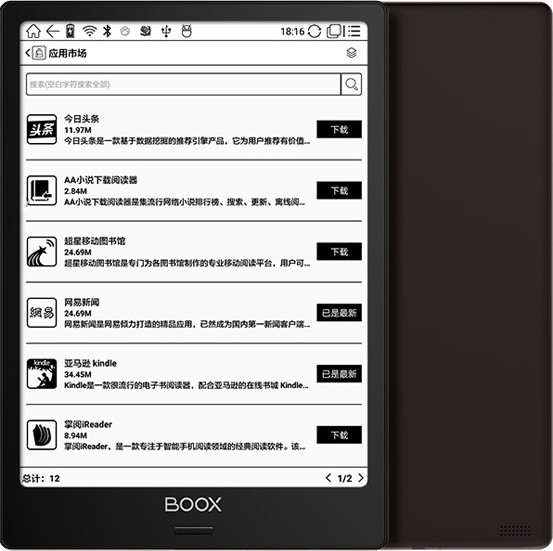 18:16
应用市场
搜索(空白字符搜索全部)
今日头条
11.97M
今日头条是一款基于数据挖掘的推荐引擎产品，它为用户推荐有价值...
头条
下载
AA小说下载阅读器
2.84M
AA小说下载阅读器是集流行网络小说排行榜、搜索、更新、离线阅...
下载
超星移动图书馆
24.69M
超星移动图书馆是专门为各图书馆制作的专业移动阅读平台，用户可...
下载
网易新闻
24.69M
网易新闻是网易倾力打造的精品应用，已然成为国内第一新闻客户端...
網易
已是最新
亚马逊 kindle
34.45M
Kindle是一款很流行的电子书阅读器，配合亚马逊的在线书城 Kindle...
kindle
已是最新
掌阅iReader
8.94M
掌阅iReader，是一款专注于智能手机阅读领域的经典阅读软件。该...
下载
总计：12
1/2
BOOX